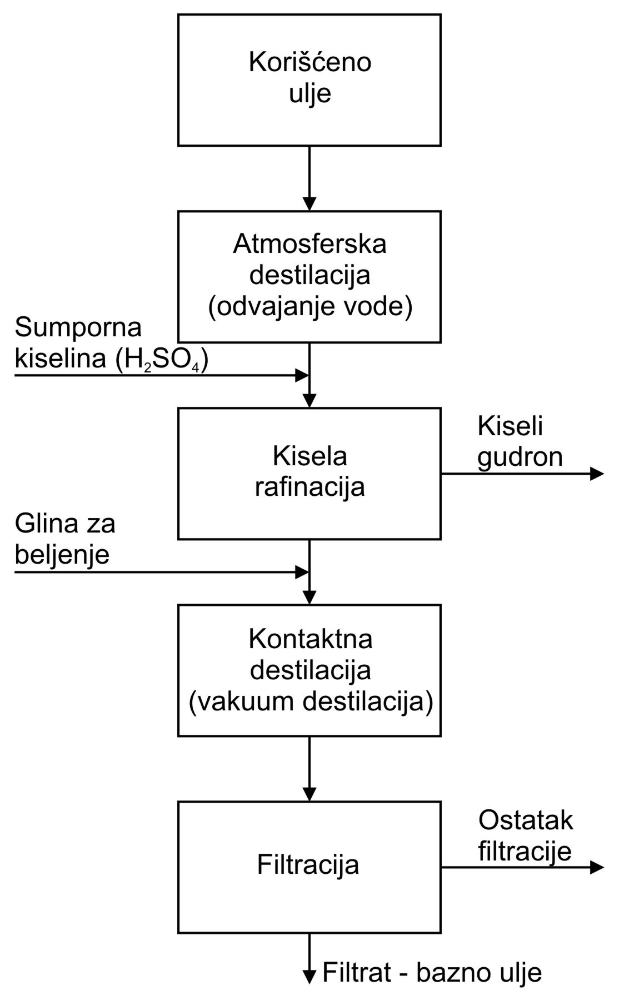 Korišćeno
ulje
Atmosferska
destilacija
(odvajanje vode)
Sumporna
kiselina (H₂SO₄)
Kisela
rafinacija
Kiseli
gudron
Glina za
beljenje
Kontaktna
destilacija
(vakuum destilacija)
Filtracija
Ostatak
filtracije
Filtrat - bazno ulje